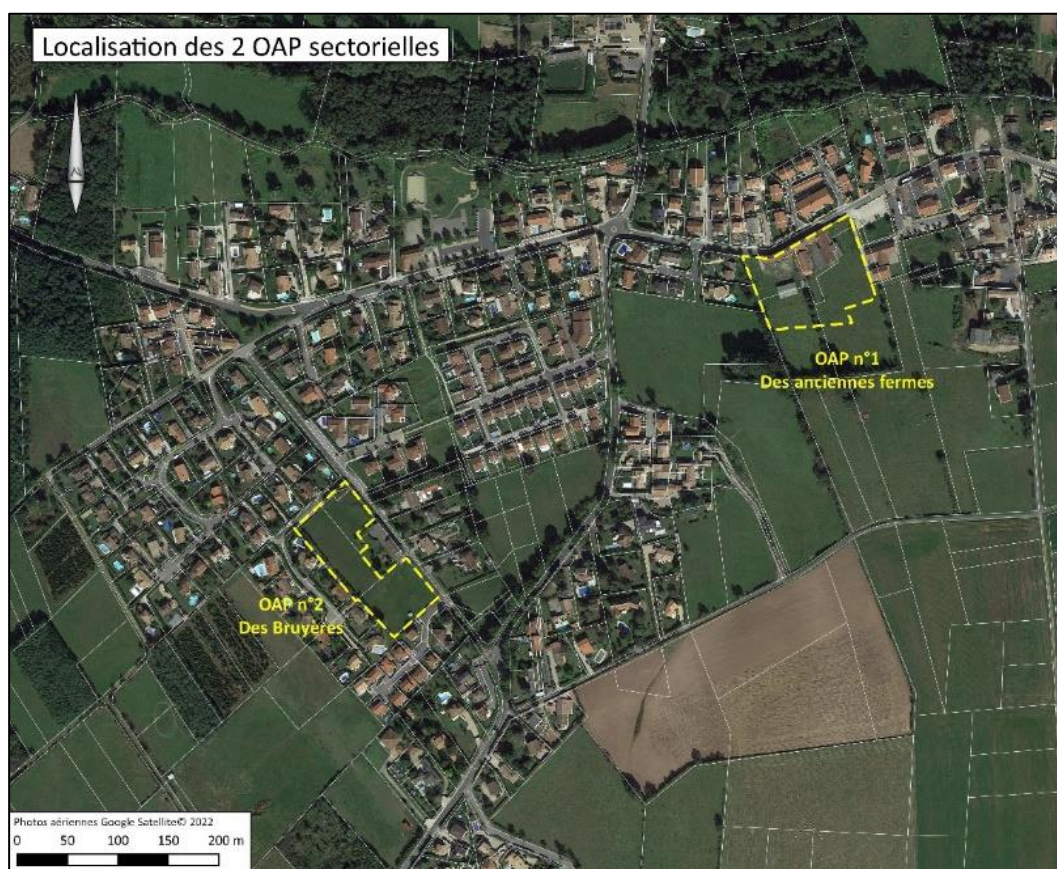 Localisation des 2 OAP sectorielles
N
OAP n°1
Des anciennes fermes
OAP n°2
Des Bruyères
Photos aériennes Google Satellite© 2022
0 50 100 150 200 m